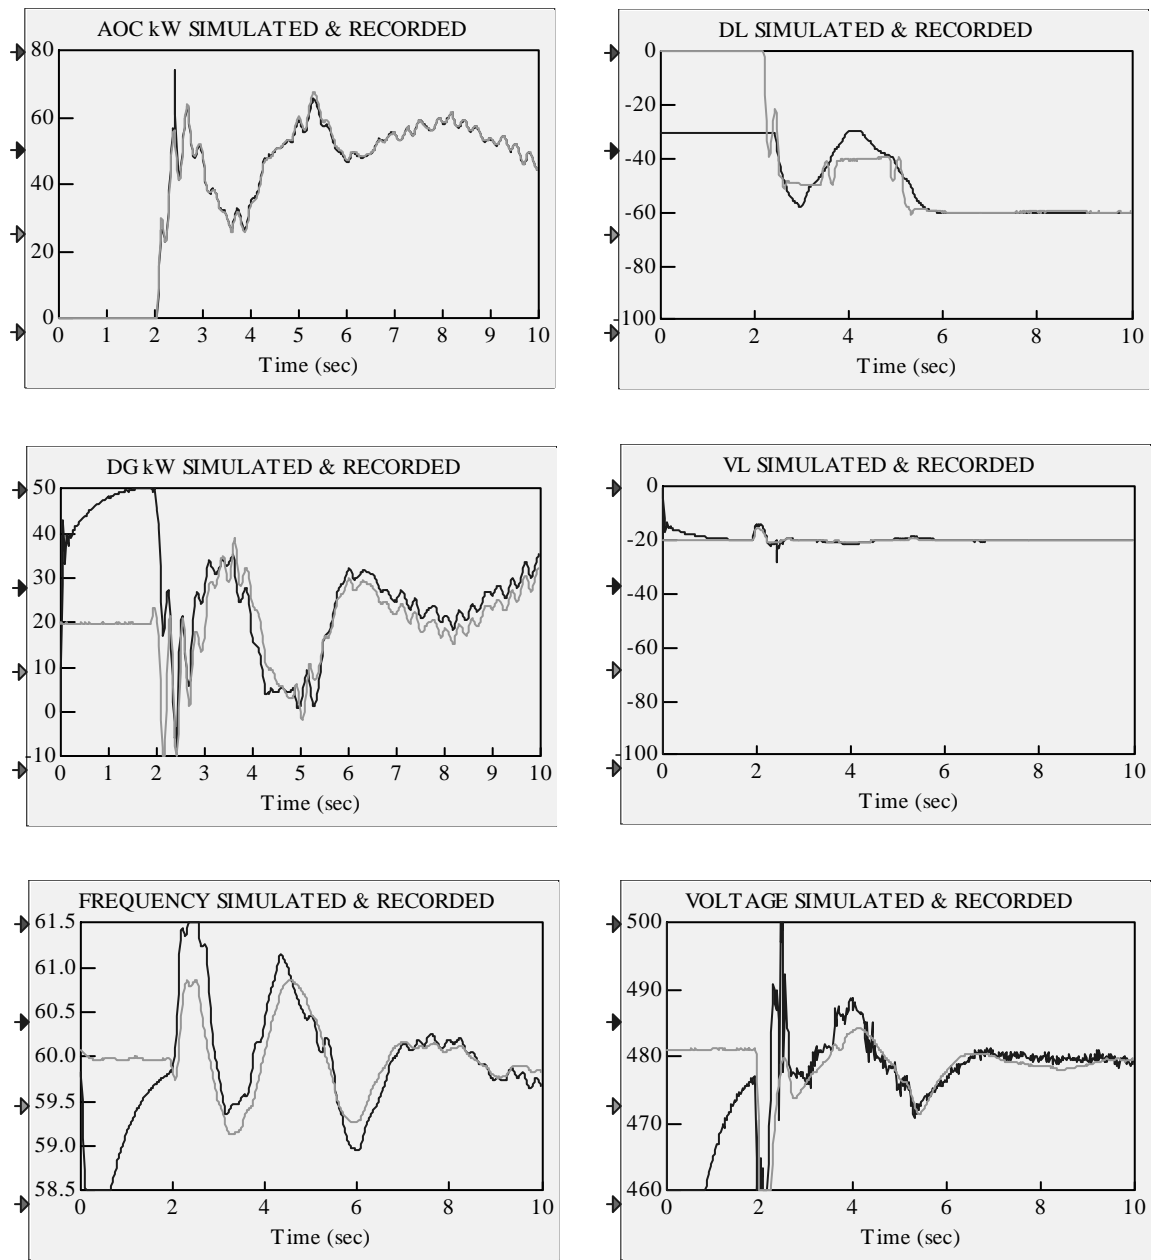 AOC kW SIMULATED & RECORDED
80
60
40
20
0
0 1 2 3 4 5 6 7 8 9 10
Time (sec)
DL SIMULATED & RECORDED
0
-20
-40
-60
-80
-100
0 2 4 6 8 10
Time (sec)
DG kW SIMULATED & RECORDED
50
40
30
20
10
0
-10
0 1 2 3 4 5 6 7 8 9 10
Time (sec)
VL SIMULATED & RECORDED
0
-20
-40
-60
-80
-100
0 2 4 6 8 10
Time (sec)
FREQUENCY SIMULATED & RECORDED
61.5
61.0
60.5
60.0
59.5
59.0
58.5
0 2 4 6 8 10
Time (sec)
VOLTAGE SIMULATED & RECORDED
500
490
480
470
460
0 2 4 6 8 10
Time (sec)